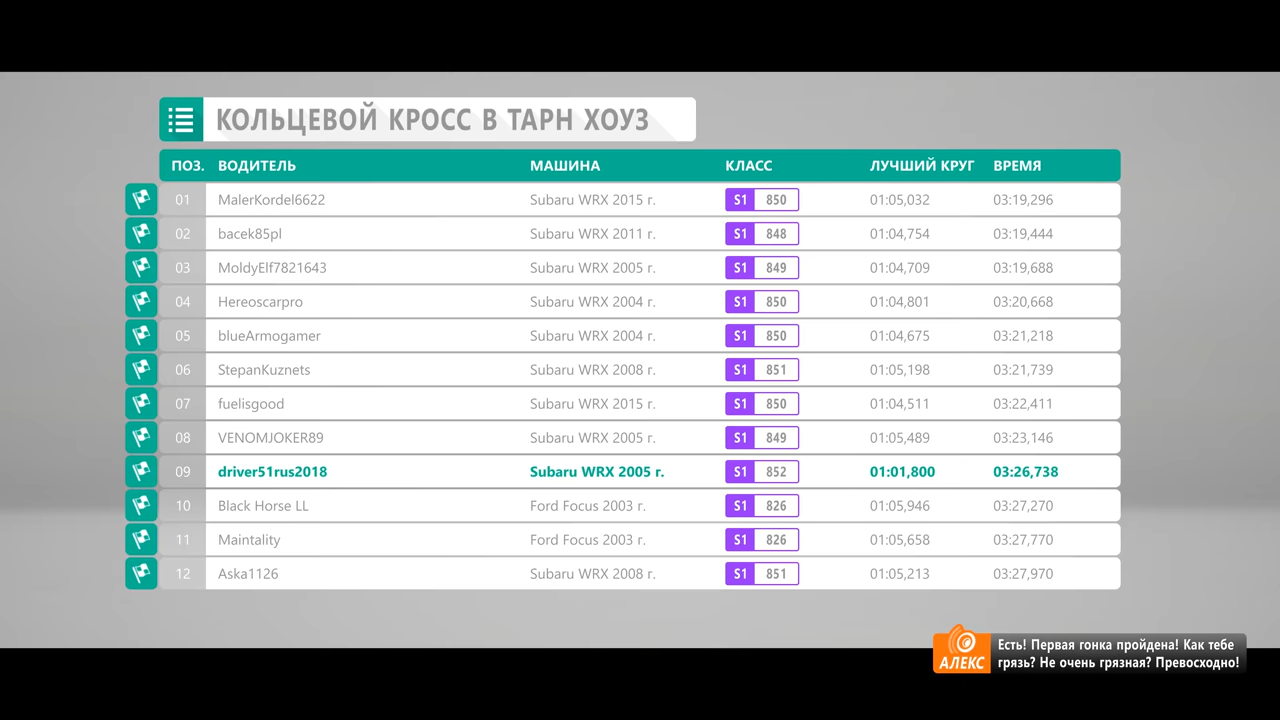 КОЛЬЦЕВОЙ КРОСС В ТАРН ХОУЗ
ПОЗ. ВОДИТЕЛЬ МАШИНА КЛАСС ЛУЧШИЙ КРУГ ВРЕМЯ
01 MalerKordel6622 Subaru WRX 2015 г. S1 850 01:05,032 03:19,296
02 bacek85pl Subaru WRX 2011 г. S1 848 01:04,754 03:19,444
03 MoldyElf7821643 Subaru WRX 2005 г. S1 849 01:04,709 03:19,688
04 Hereoscarpro Subaru WRX 2004 г. S1 850 01:04,801 03:20,668
05 blueArmogamer Subaru WRX 2004 г. S1 850 01:04,675 03:21,218
06 StepanKuznets Subaru WRX 2008 г. S1 851 01:05,198 03:21,739
07 fuelisgood Subaru WRX 2015 г. S1 850 01:04,511 03:22,411
08 VENOMJOKER89 Subaru WRX 2005 г. S1 849 01:05,489 03:23,146
09 driver51rus2018 Subaru WRX 2005 г. S1 852 01:01,800 03:26,738
10 Black Horse LL Ford Focus 2003 г. S1 826 01:05,946 03:27,270
11 Maintality Ford Focus 2003 г. S1 826 01:05,658 03:27,770
12 Aska1126 Subaru WRX 2008 г. S1 851 01:05,213 03:27,970
АЛЕКС
Есть! Первая гонка пройдена! Как тебе
грязь? Не очень грязная? Превосходно!